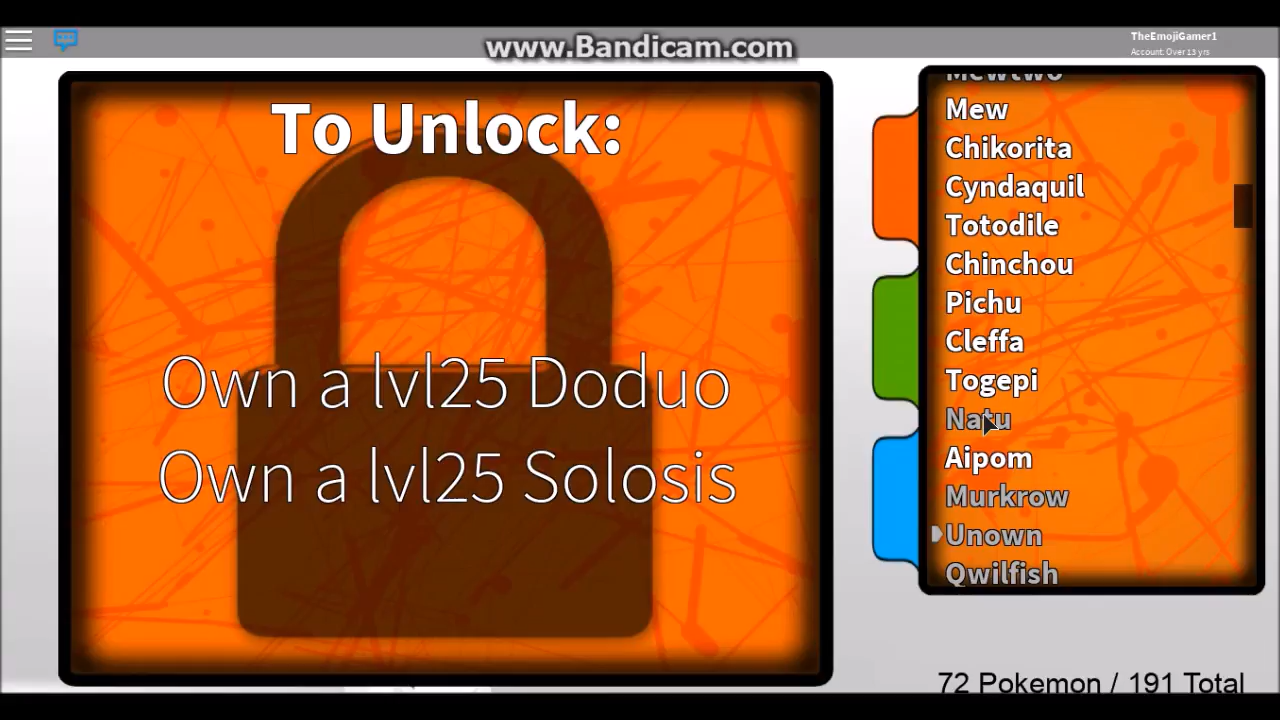 www.Bandicam.com
TheEmojiGamer1
Account: Over 13 yrs
To Unlock:
Own a lvl25 Doduo
Own a lvl25 Solosis
Mewtwo
Mew
Chikorita
Cyndaquil
Totodile
Chinchou
Pichu
Cleffa
Togepi
Natu
Aipom
Murkrow
Unown
Qwilfish
72 Pokemon / 191 Total